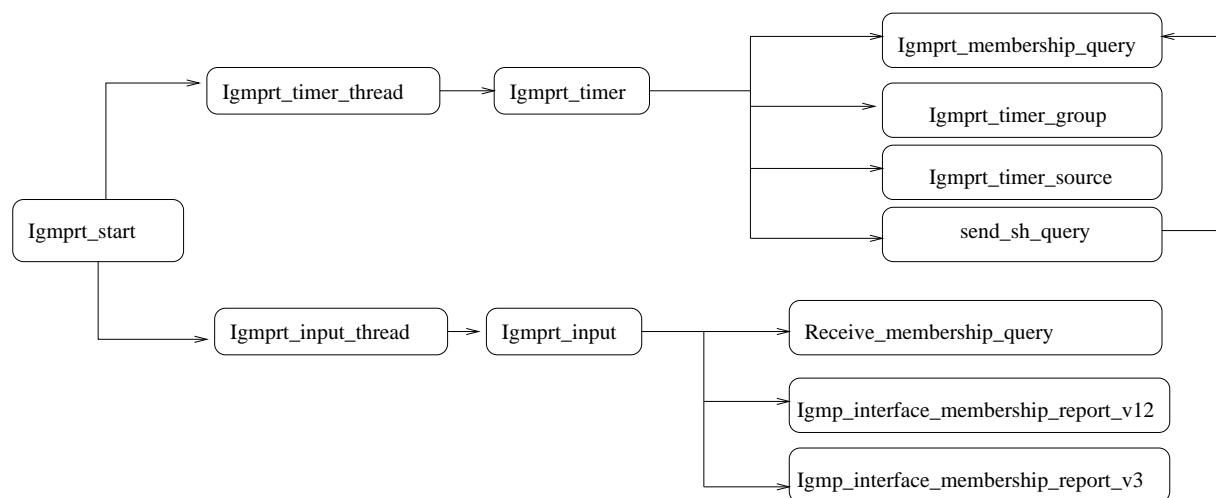 Igmprt_membership_query
Igmprt_timer_thread
Igmprt_timer
Igmprt_timer_group
Igmprt_timer_source
Igmprt_start
send_sh_query
Igmprt_input_thread
Igmprt_input
Receive_membership_query
Igmp_interface_membership_report_v12
Igmp_interface_membership_report_v3